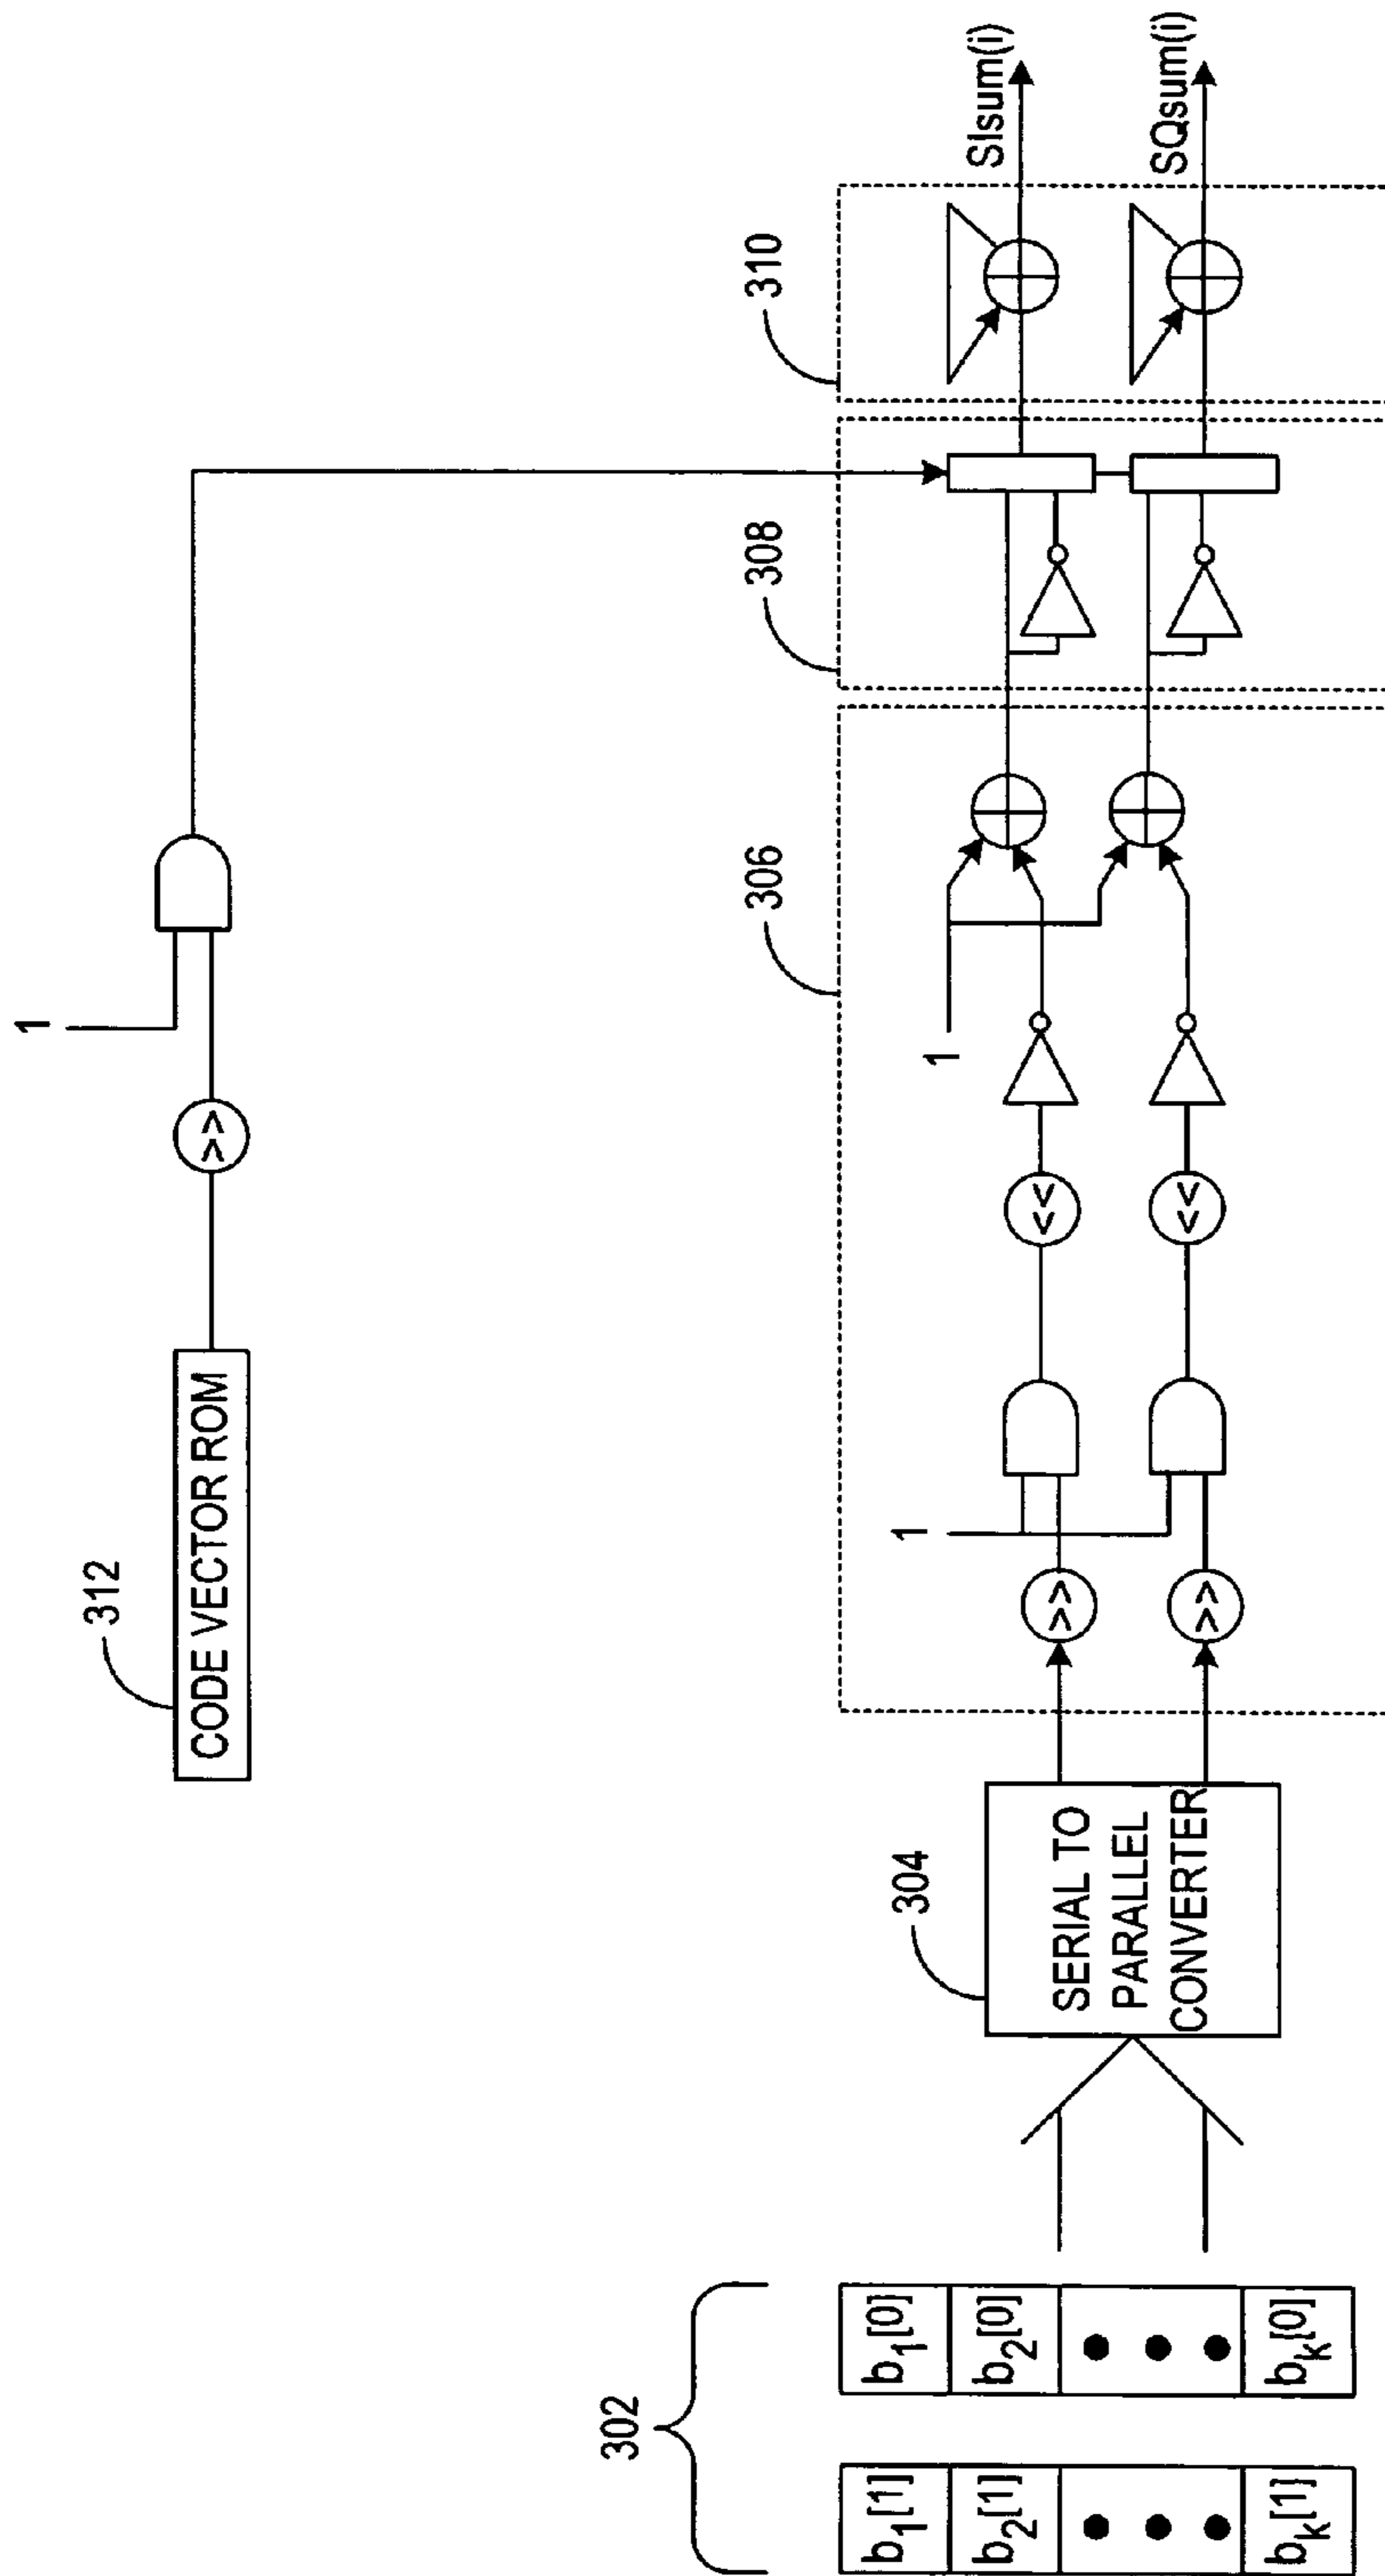 312
CODE VECTOR ROM
>>
1
302
b1[1]
b2[1]
bk[1]
b1[0]
b2[0]
bk[0]
304
SERIAL TO
PARALLEL
CONVERTER
306
>>
>>
1
<<
<<
1
308
310
SIsum(i)
SQsum(i)